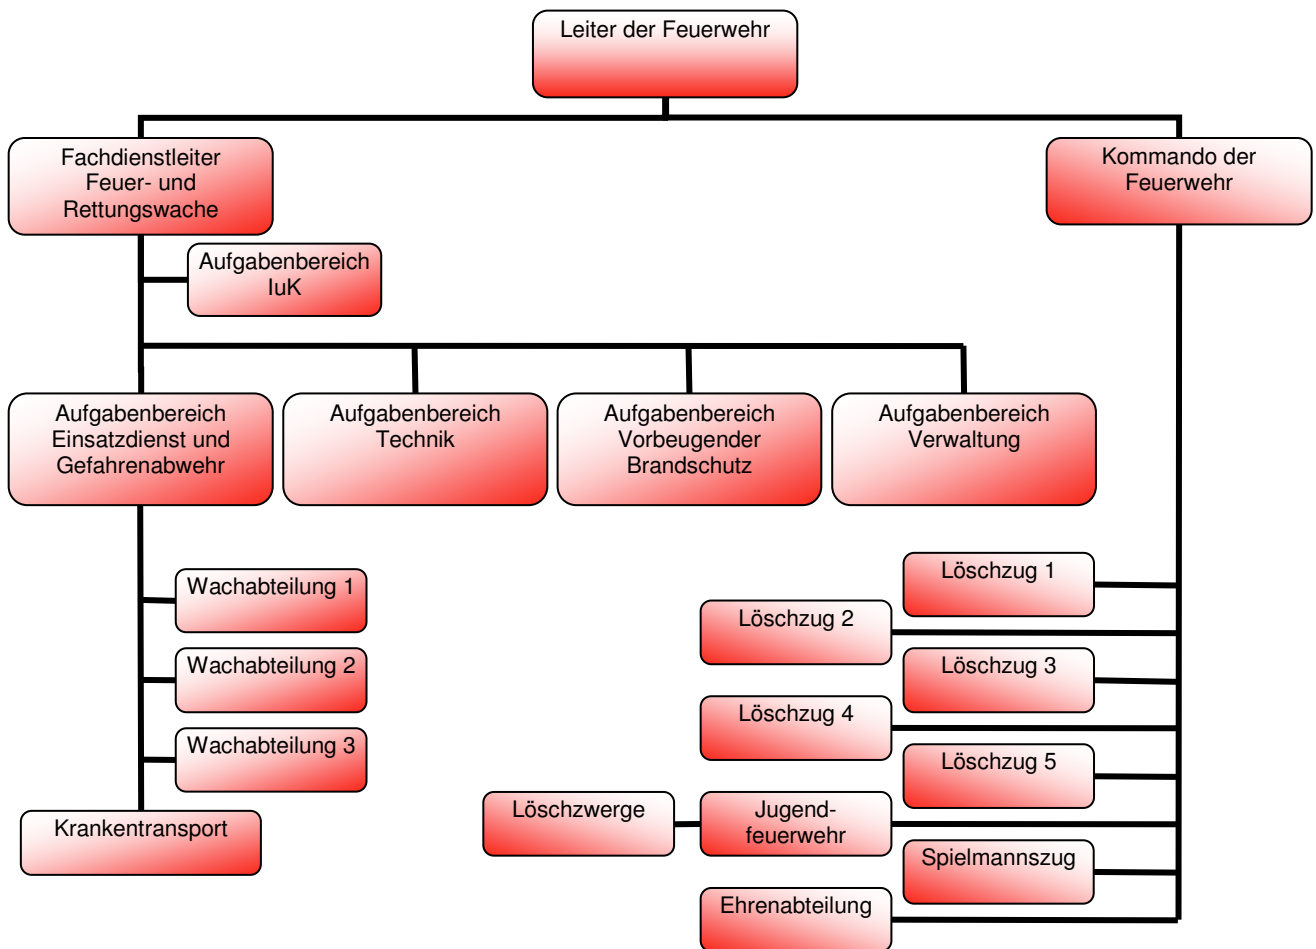 Leiter der Feuerwehr
Fachdienstleiter
Feuer- und
Rettungswache
Kommando der
Feuerwehr
Aufgabenbereich
IuK
Aufgabenbereich
Einsatzdienst und
Gefahrenabwehr
Aufgabenbereich
Technik
Aufgabenbereich
Vorbeugender
Brandschutz
Aufgabenbereich
Verwaltung
Wachabteilung 1
Wachabteilung 2
Wachabteilung 3
Krankentransport
Löschzug 1
Löschzug 2
Löschzug 3
Löschzug 4
Löschzug 5
Löschzwerge
Jugend-
feuerwehr
Spielmannszug
Ehrenabteilung